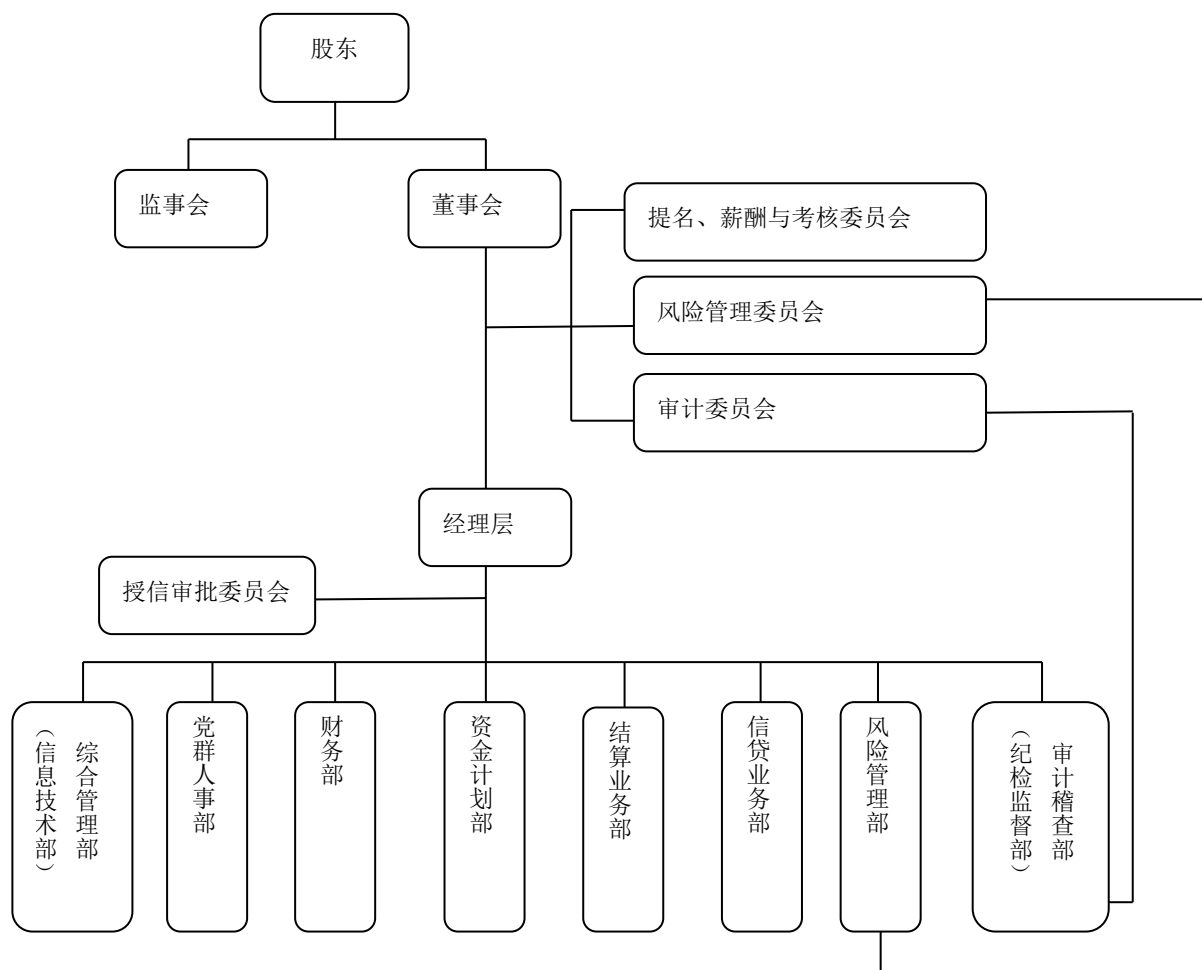 股东
监事会
董事会
提名、薪酬与考核委员会
风险管理委员会
审计委员会
经理层
授信审批委员会
综合管理部
（信息技术部）
党群人事部
财务部
资金计划部
结算业务部
信贷业务部
风险管理部
审计稽查部
（纪检监督部）